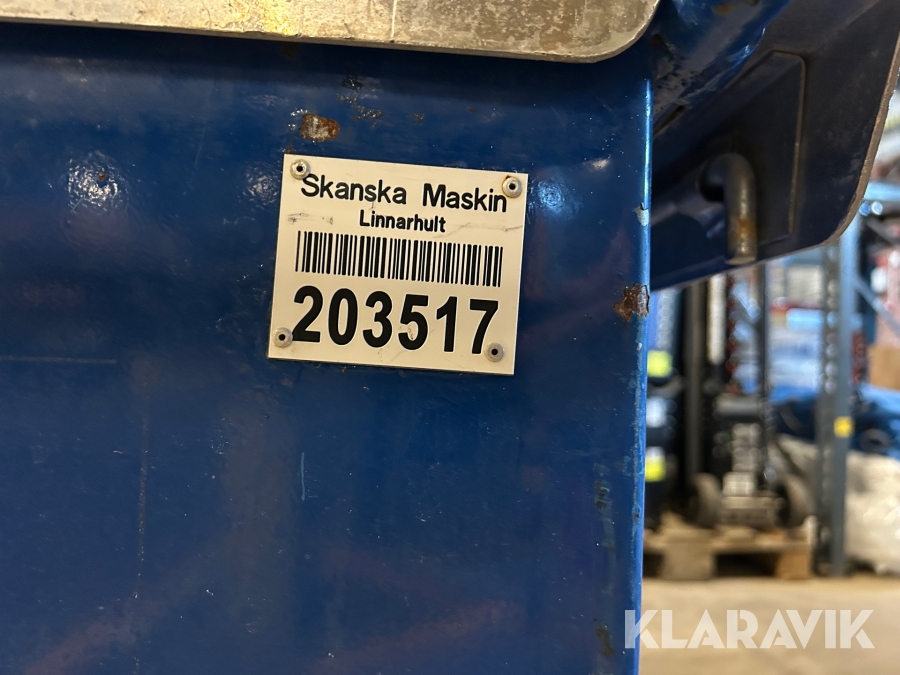 Skanska Maskin
Linnarhult
203517
KLARAVIK